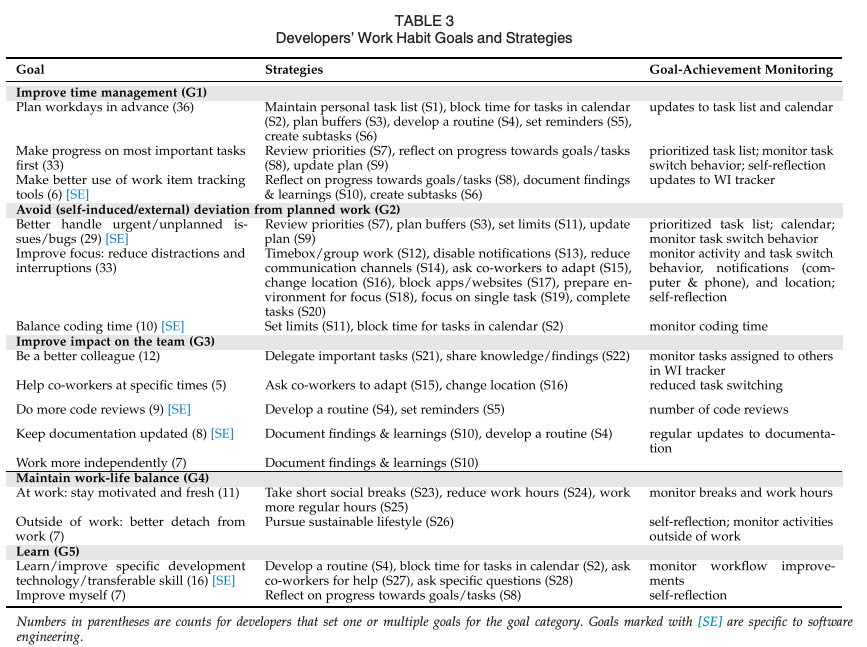 TABLE 3
Developers' Work Habit Goals and Strategies
Goal Strategies Goal-Achievement Monitoring
Improve time management (G1)
Plan workdays in advance (36) Maintain personal task list (S1), block time for tasks in calendar updates to task list and calendar
(S2), plan buffers (S3), develop a routine (S4), set reminders (S5),
create subtasks (S6)
Make progress on most important tasks Review priorities (S7), reflect on progress towards goals/tasks prioritized task list; monitor task
first (33) (S8), update plan (S9) switch behavior; self-reflection
Make better use of work item tracking Reflect on progress towards goals/tasks (S8), document findings updates to WI tracker
tools (6) [SE] & learnings (S10), create subtasks (S6)
Avoid (self-induced/external) deviation from planned work (G2)
Better handle urgent/unplanned is- Review priorities (S7), plan buffers (S3), set limits (S11), update prioritized task list; calendar;
sues/bugs (29) [SE] plan (S9) monitor task switch behavior
Improve focus: reduce distractions and Timebox/group work (S12), disable notifications (S13), reduce monitor activity and task switch
interruptions (33) communication channels (S14), ask co-workers to adapt (S15), behavior, notifications (com-
change location (S16), block apps/websites (S17), prepare en- puter & phone), and location;
vironment for focus (S18), focus on single task (S19), complete self-reflection
tasks (S20)
Balance coding time (10) [SE] Set limits (S11), block time for tasks in calendar (S2) monitor coding time
Improve impact on the team (G3)
Be a better colleague (12) Delegate important tasks (S21), share knowledge/findings (S22) monitor tasks assigned to others
in WI tracker
Help co-workers at specific times (5) Ask co-workers to adapt (S15), change location (S16) reduced task switching
Do more code reviews (9) [SE] Develop a routine (S4), set reminders (S5) number of code reviews
Keep documentation updated (8) [SE] Document findings & learnings (S10), develop a routine (S4) regular updates to documenta-
tion
Work more independently (7) Document findings & learnings (S10)
Maintain work-life balance (G4)
At work: stay motivated and fresh (11) Take short social breaks (S23), reduce work hours (S24), work monitor breaks and work hours
more regular hours (S25)
Outside of work: better detach from Pursue sustainable lifestyle (S26) self-reflection; monitor activities
work (7) outside of work
Learn (G5)
Learn/improve specific development Develop a routine (S4), block time for tasks in calendar (S2), ask monitor workflow improve-
technology/transferable skill (16) [SE] co-workers for help (S27), ask specific questions (S28) ments
Improve myself (7) Reflect on progress towards goals/tasks (S8) self-reflection
Numbers in parentheses are counts for developers that set one or multiple goals for the goal category. Goals marked with [SE] are specific to software
engineering.